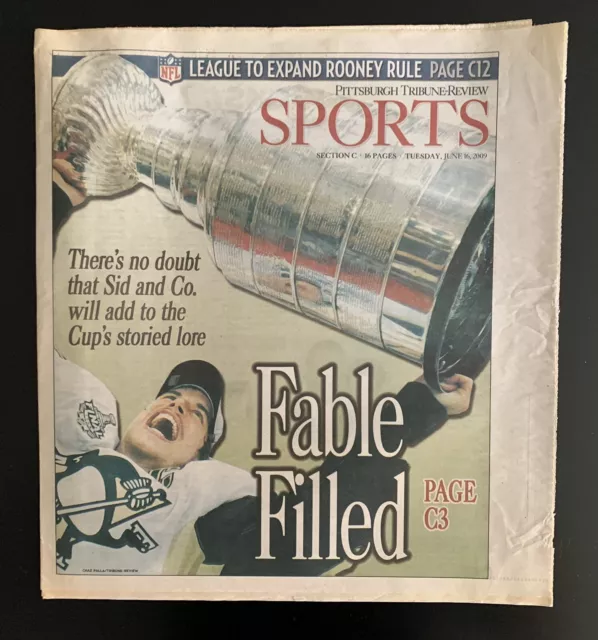 NFL
LEAGUE TO EXPAND ROONEY RULE PAGE C12
PITTSBURGH TRIBUNE-REVIEW
SPORTS
SECTION C • 16 PAGES • TUESDAY, JUNE 16, 2009
There's no doubt
that Sid and Co.
will add to the
Cup's storied lore
Fable
Filled
PAGE
C3